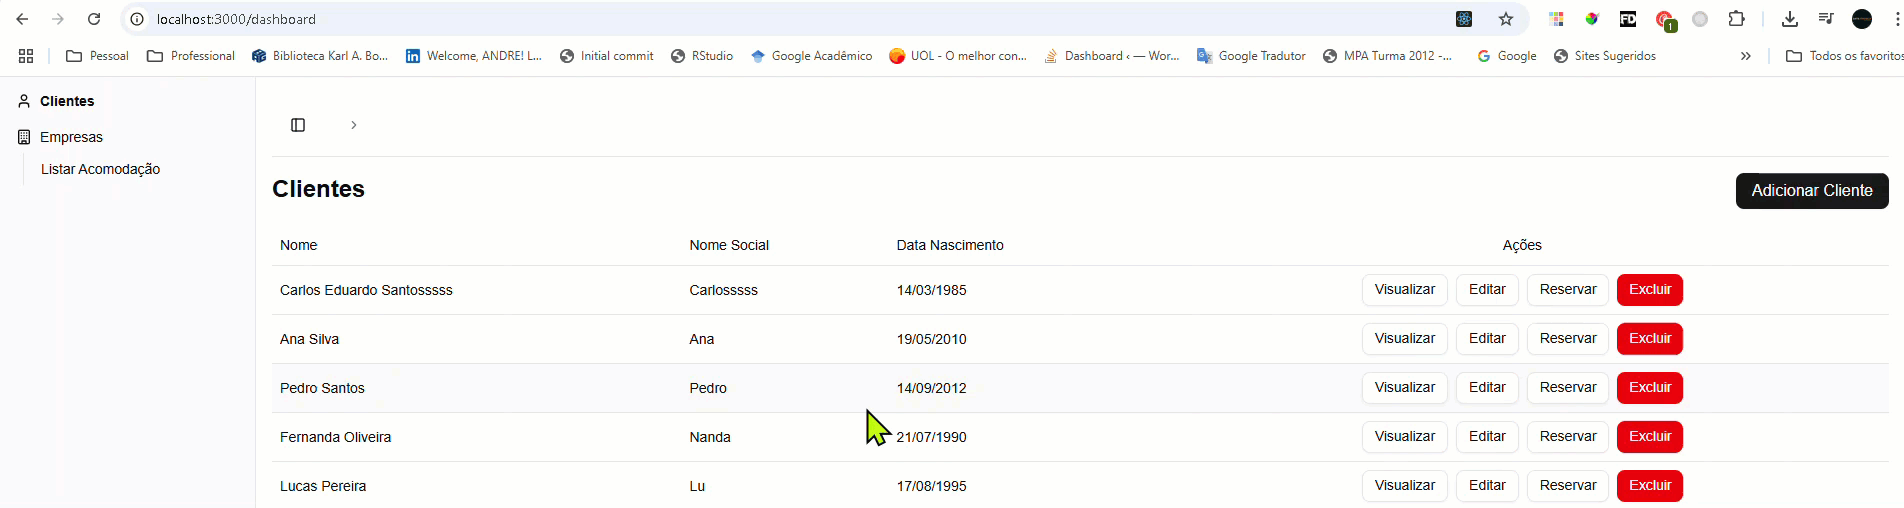 localhost:3000/dashboard
FD
1
Pessoal
Professional
Biblioteca Karl A. Bo...
Welcome, ANDRE! L...
Initial commit
RStudio
Google Acadêmico
UOL - O melhor con...
Dashboard ‹ — Wor...
Google Tradutor
MPA Turma 2012 -...
Google
Sites Sugeridos
»
Todos os favoritos
Clientes
Empresas
Listar Acomodação
Clientes
Adicionar Cliente
Nome Nome Social Data Nascimento Ações
Carlos Eduardo Santosssss Carlosssss 14/03/1985 Visualizar Editar Reservar Excluir
Ana Silva Ana 19/05/2010 Visualizar Editar Reservar Excluir
Pedro Santos Pedro 14/09/2012 Visualizar Editar Reservar Excluir
Fernanda Oliveira Nanda 21/07/1990 Visualizar Editar Reservar Excluir
Lucas Pereira Lu 17/08/1995 Visualizar Editar Reservar Excluir